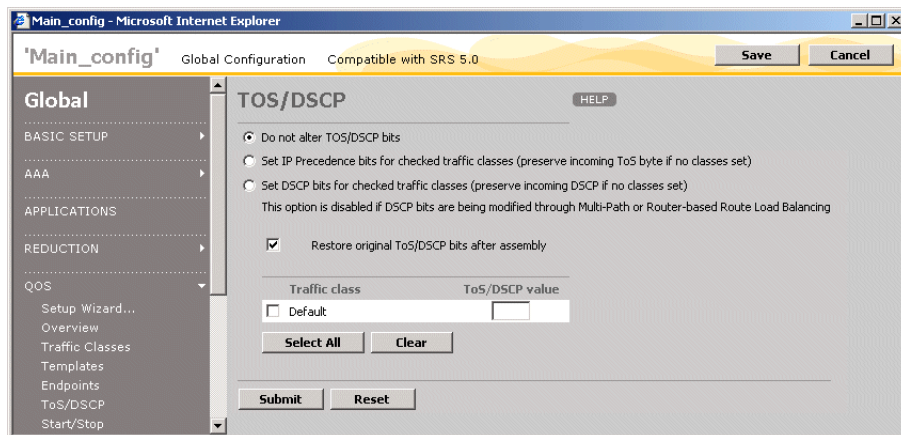 Main_config - Microsoft Internet Explorer
'Main_config' Global Configuration Compatible with SRS 5.0 Save Cancel
Global
BASIC SETUP
AAA
APPLICATIONS
REDUCTION
QOS
Setup Wizard...
Overview
Traffic Classes
Templates
Endpoints
ToS/DSCP
Start/Stop
TOS/DSCP HELP
Do not alter TOS/DSCP bits
Set IP Precedence bits for checked traffic classes (preserve incoming ToS byte if no classes set)
Set DSCP bits for checked traffic classes (preserve incoming DSCP if no classes set)
This option is disabled if DSCP bits are being modified through Multi-Path or Router-based Route Load Balancing
Restore original ToS/DSCP bits after assembly
Traffic class ToS/DSCP value
Default
Select All Clear
Submit Reset